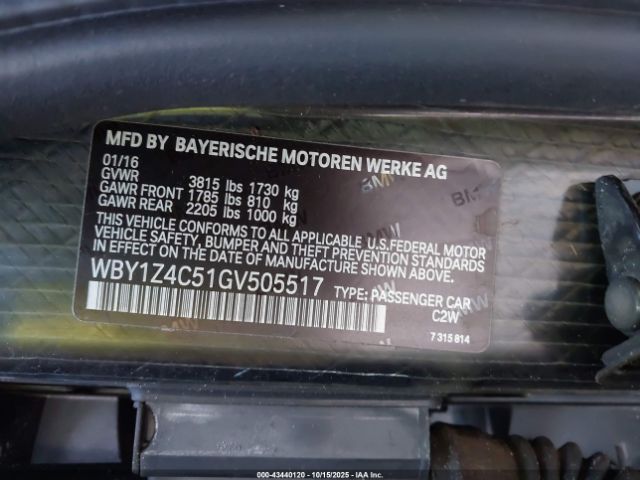 MFD BY BAYERISCHE MOTOREN WERKE AG
01/16
GVWR 3815 lbs 1730 kg
GAWR FRONT 1785 lbs 810 kg
GAWR REAR 2205 lbs 1000 kg
THIS VEHICLE CONFORMS TO ALL APPLICABLE U.S.FEDERAL MOTOR
VEHICLE SAFETY, BUMPER AND THEFT PREVENTION STANDARDS
IN EFFECT ON THE DATE OF MANUFACTURE SHOWN ABOVE.
WBY1Z4C51GV505517 TYPE: PASSENGER CAR
C2W
7 315 814
000-43440120 - 10/15/2025 - IAA Inc.